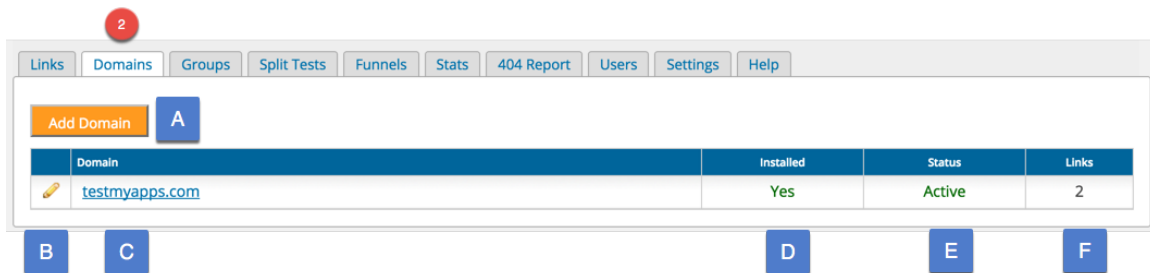 2
Links Domains Groups Split Tests Funnels Stats 404 Report Users Settings Help
Add Domain A
Domain Installed Status Links
testmyapps.com Yes Active 2
B C D E F